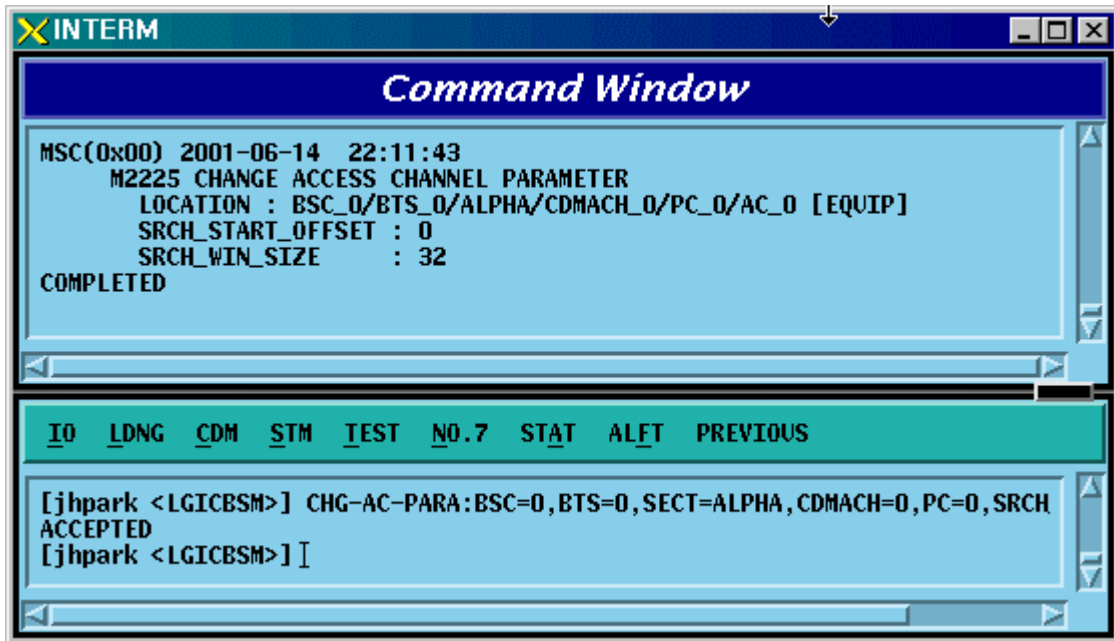 INTERM
Command Window
MSC(0x00) 2001-06-14 22:11:43
M2225 CHANGE ACCESS CHANNEL PARAMETER
LOCATION : BSC_0/BTS_0/ALPHA/CDMACH_0/PC_0/AC_0 [EQUIP]
SRCH_START_OFFSET : 0
SRCH_WIN_SIZE : 32
COMPLETED
IO LDNG CDM STM TEST NO.7 STAT ALFT PREVIOUS
[jhpark <LGICBSM>] CHG-AC-PARA:BSC=0,BTS=0,SECT=ALPHA,CDMACH=0,PC=0,SRCH
ACCEPTED
[jhpark <LGICBSM>]